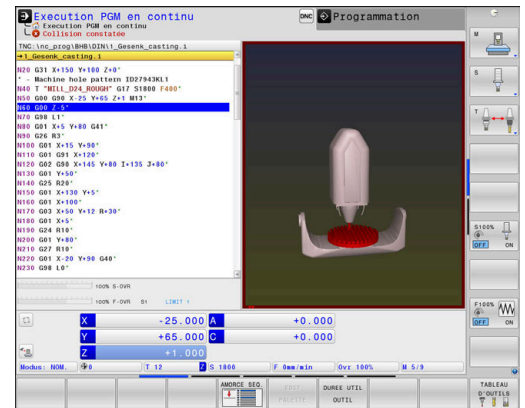 Execution PGM en continu
Execution PGM en continu
Collision constatée
DNC
Programmation
TNC:\nc_prog\BHB\DIN\1_Gesenk_casting.i
→1_Gesenk_casting.i
N20 G31 X+150 Y+100 Z+0*
* - Machine hole pattern ID27943KL1
N40 T "MILL_D24_ROUGH" G17 S1800 F400*
N50 G00 G90 X-25 Y+65 Z+1 M13*
N60 G00 Z-5*
N70 G98 L1*
N80 G01 X+5 Y+80 G41*
N90 G26 R3*
N100 G01 X+15 Y+90*
N110 G01 G91 X+120*
N120 G02 G90 X+145 Y+80 I+135 J+80*
N130 G01 Y+50*
N140 G25 R20*
N150 G01 X+130 Y+5*
N160 G01 X+100*
N170 G03 X+50 Y+12 R+30*
N180 G01 X+5*
N190 G24 R10*
N200 G01 Y+80*
N210 G27 R10*
N220 G01 X-20 Y+90 G40*
N230 G98 L0*
100% S-OVR
100% F-OVR S1 LIMIT 1
X -25.000 A +0.000
Y +65.000 C +0.000
Z +1.000
Modus: NOM. 0 T 12 Z S 1800 F 0mm/min Ovr 100% M 5/9
M
S
T
S100%
OFF ON
F100%
OFF ON
AMORCE SEQ.
EDIT
PALETTE
DUREE UTIL
OUTIL
TABLEAU
D'OUTILS